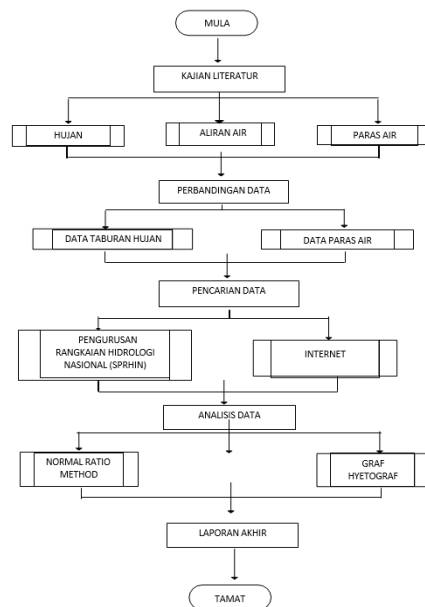 MULA
KAJIAN LITERATUR
HUJAN
ALIRAN AIR
PARAS AIR
PERBANDINGAN DATA
DATA TABURAN HUJAN
DATA PARAS AIR
PENCARIAN DATA
PENGURUSAN
RANGKAIAN HIDROLOGI
NASIONAL (SPRHIN)
INTERNET
ANALISIS DATA
NORMAL RATIO
METHOD
GRAF
HYETOGRAF
LAPORAN AKHIR
TAMAT